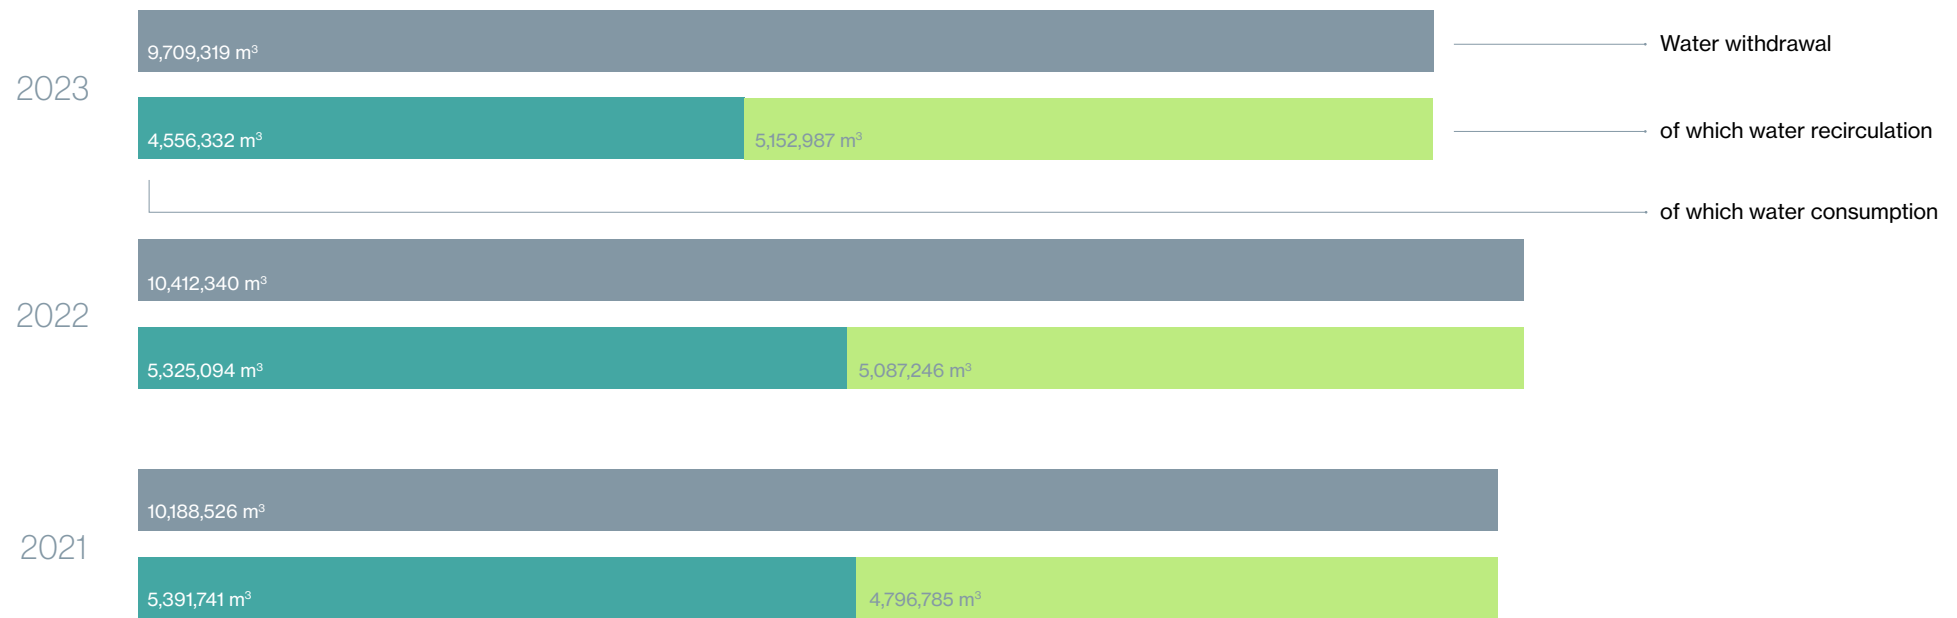 2023
9,709,319 m³
Water withdrawal
4,556,332 m³
5,152,987 m³
of which water recirculation
of which water consumption
2022
10,412,340 m³
5,325,094 m³
5,087,246 m³
2021
10,188,526 m³
5,391,741 m³
4,796,785 m³